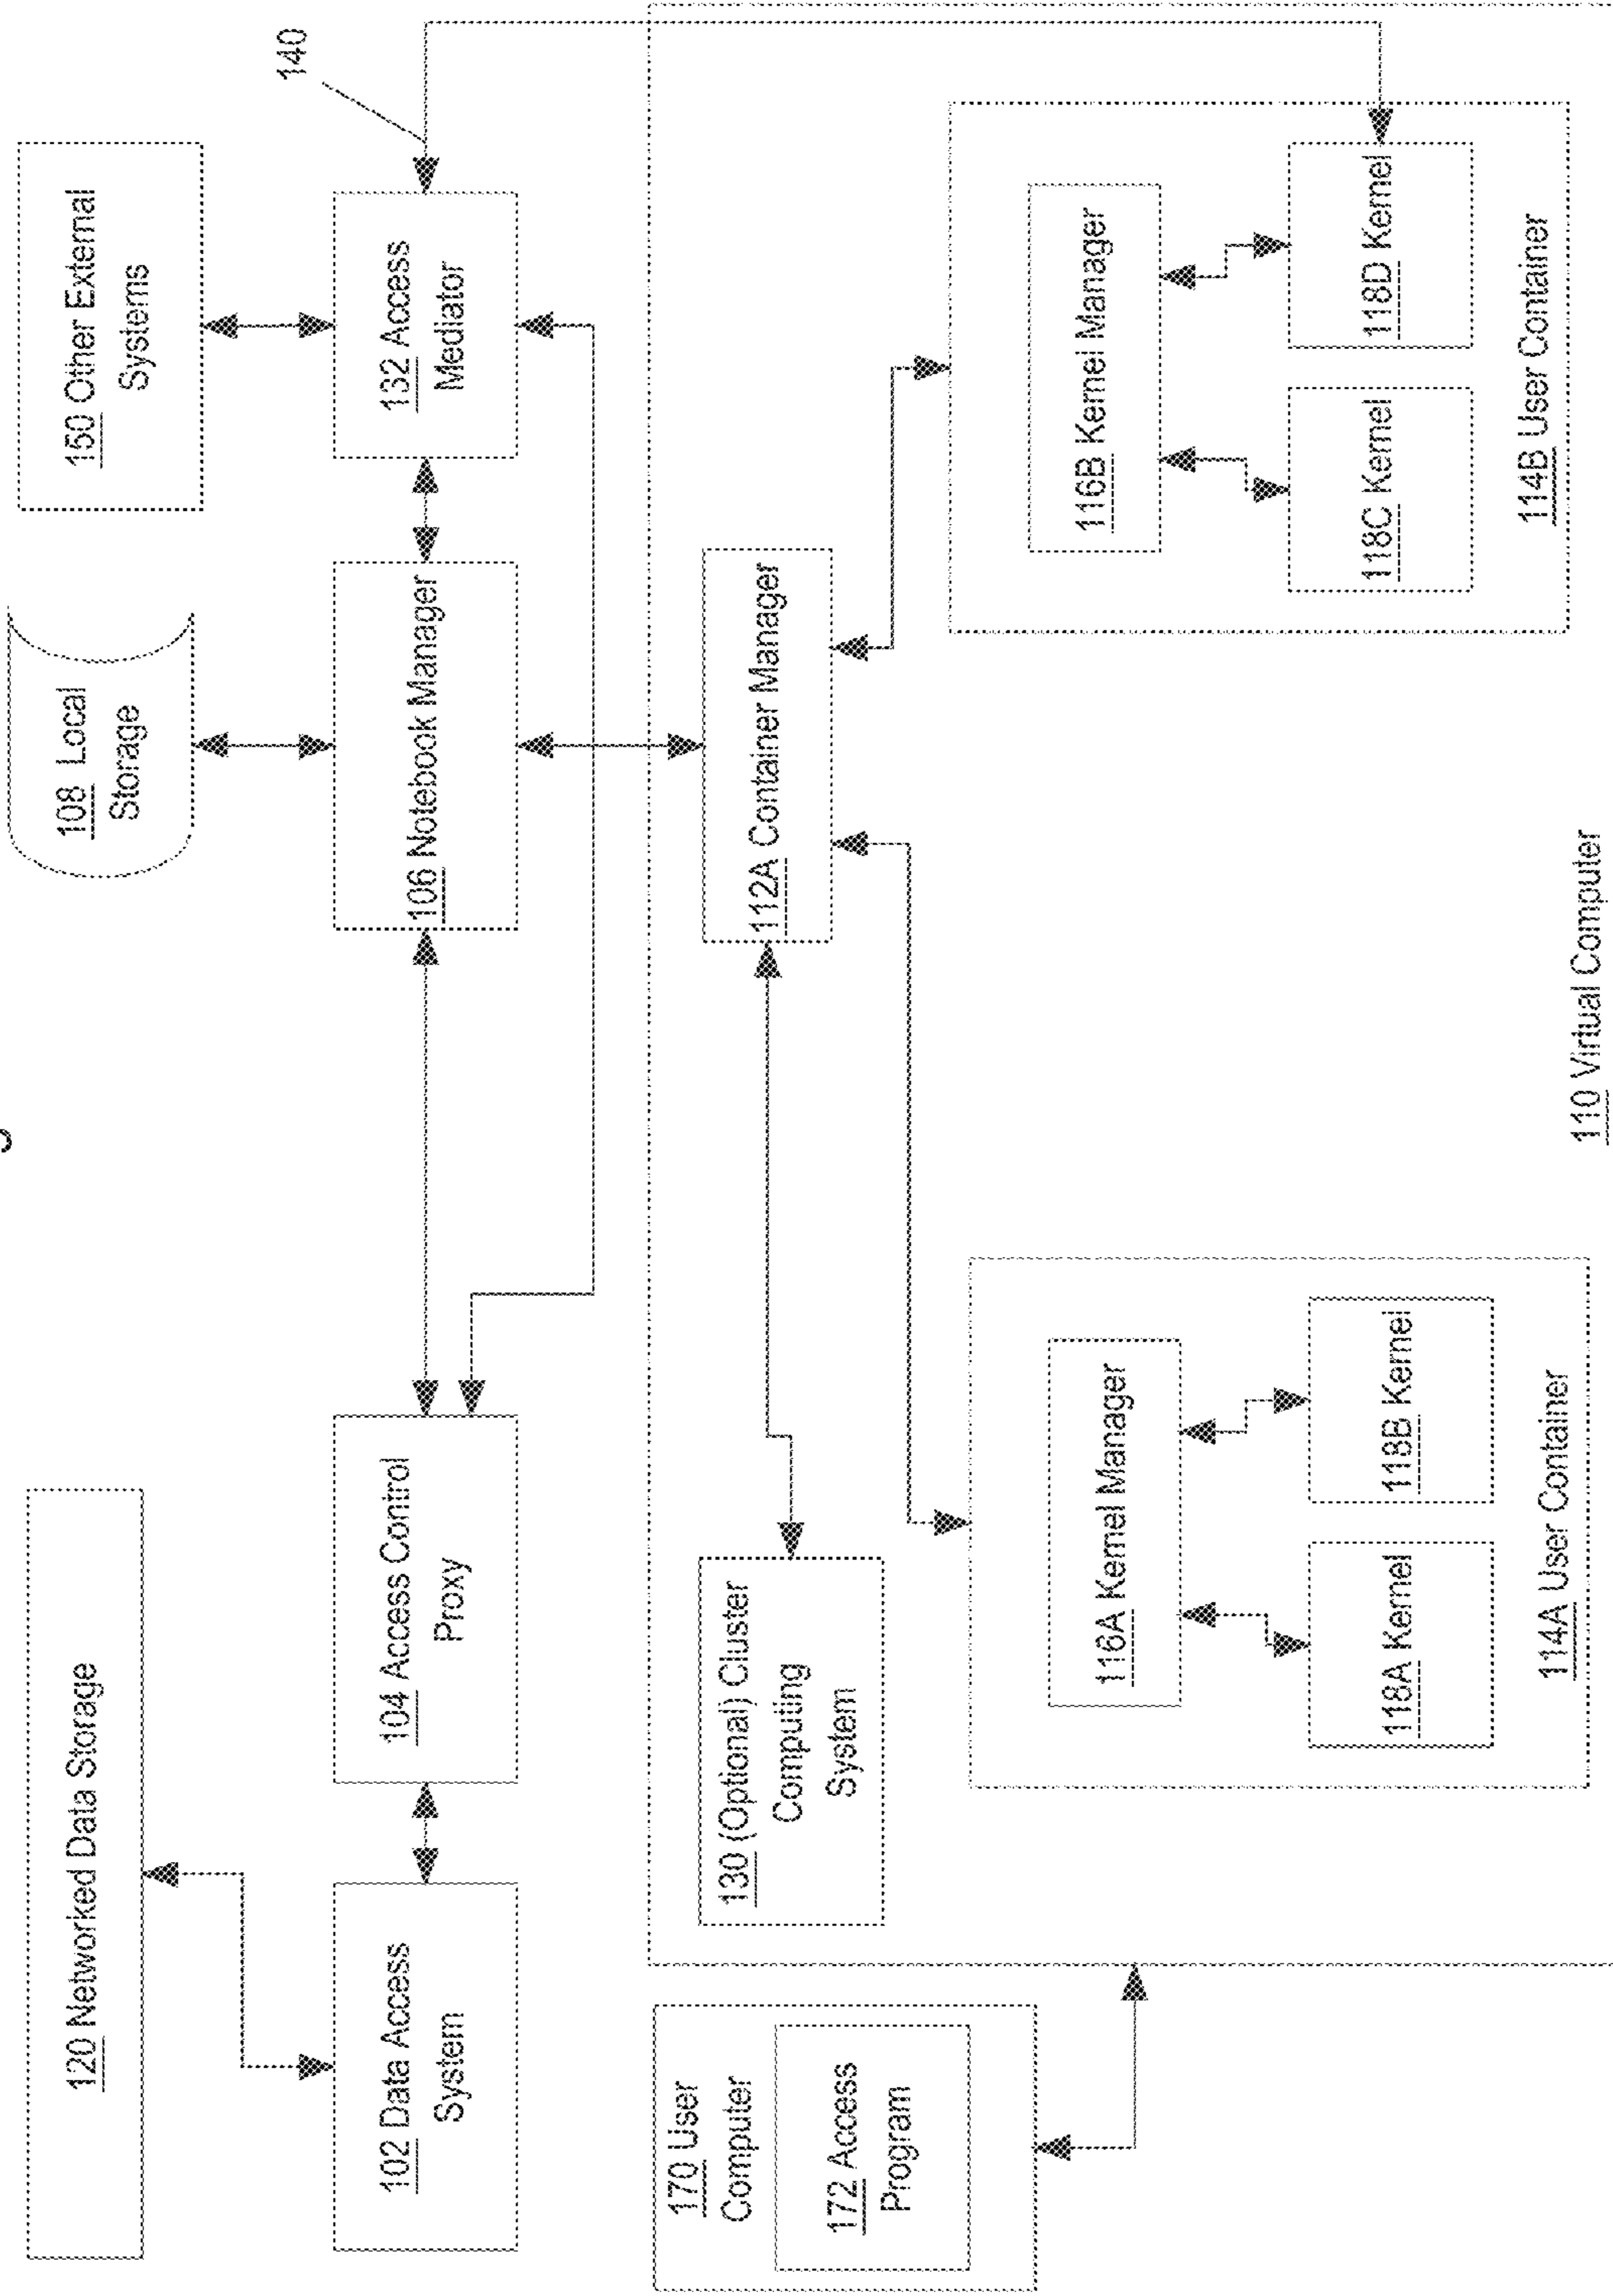 120 Networked Data Storage
108 Local
Storage
150 Other External
Systems
140
102 Data Access
System
104 Access Control
Proxy
106 Notebook Manager
132 Access
Mediator
170 User
Computer
172 Access
Program
130 (Optional) Cluster
Computing
System
112A Container Manager
116A Kernel Manager
118A Kernel
118B Kernel
114A User Container
116B Kernel Manager
118C Kernel
118D Kernel
114B User Container
110 Virtual Computer